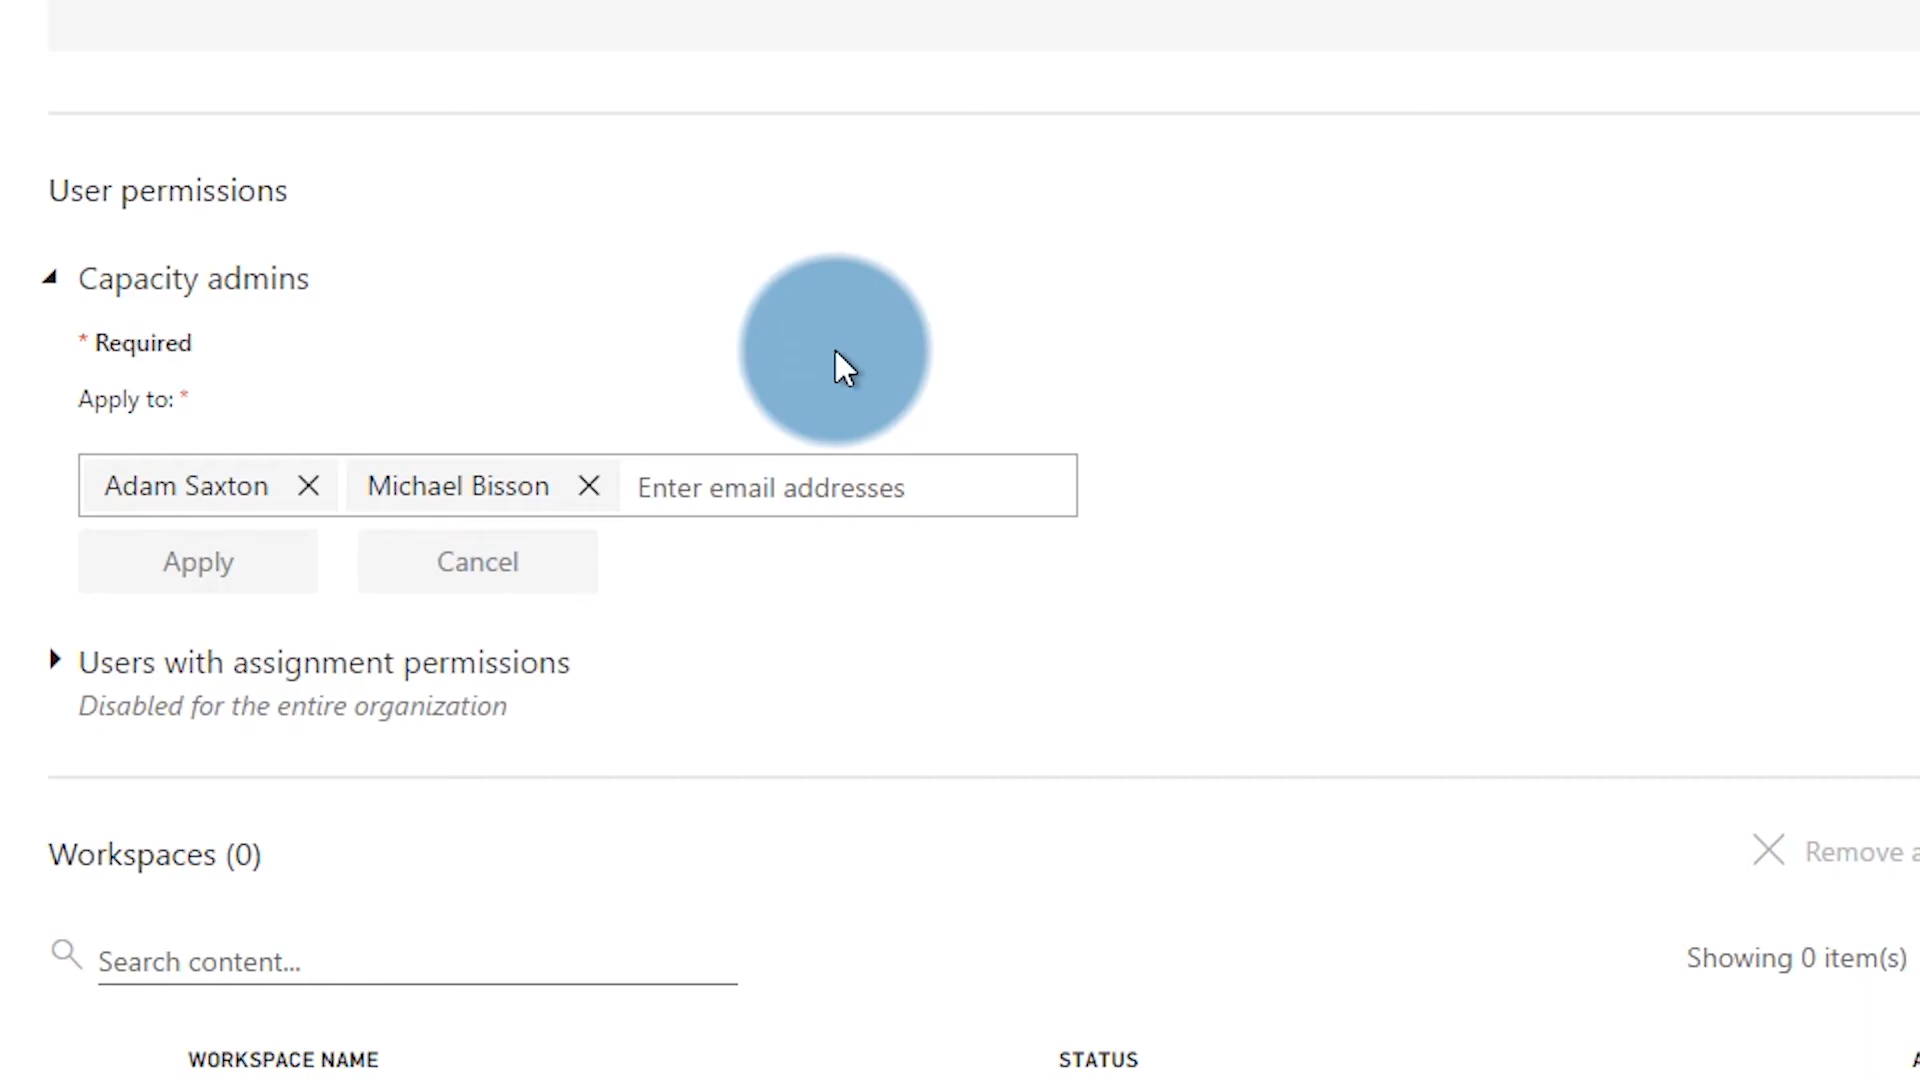 User permissions
Capacity admins
* Required
Apply to: *
Adam Saxton Michael Bisson Enter email addresses
Apply Cancel
Users with assignment permissions
Disabled for the entire organization
Workspaces (0) Remove a
Search content... Showing 0 item(s)
WORKSPACE NAME STATUS A